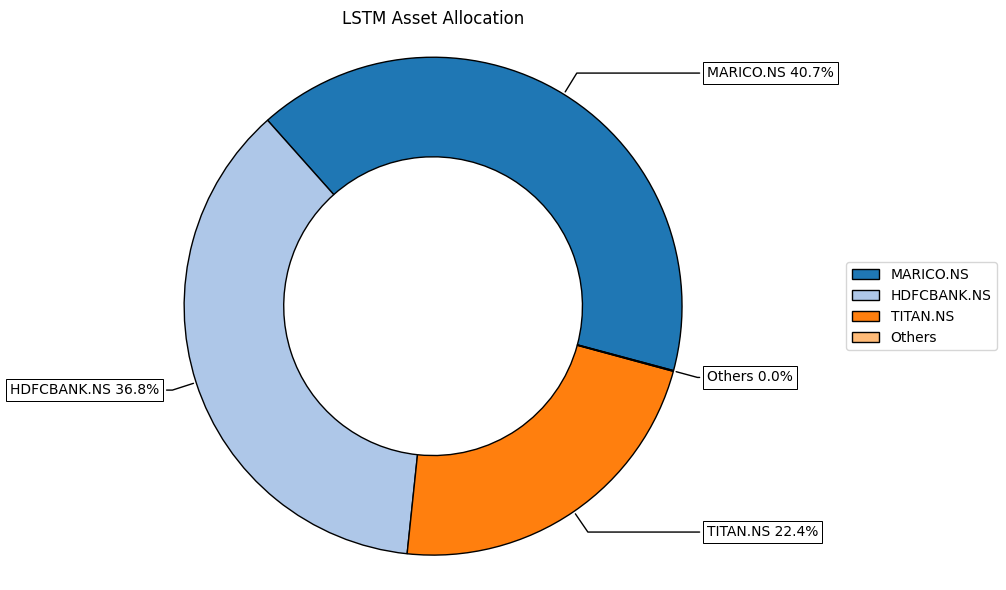 LSTM Asset Allocation
MARICO.NS 40.7%
HDFCBANK.NS 36.8%
Others 0.0%
TITAN.NS 22.4%
MARICO.NS
HDFCBANK.NS
TITAN.NS
Others